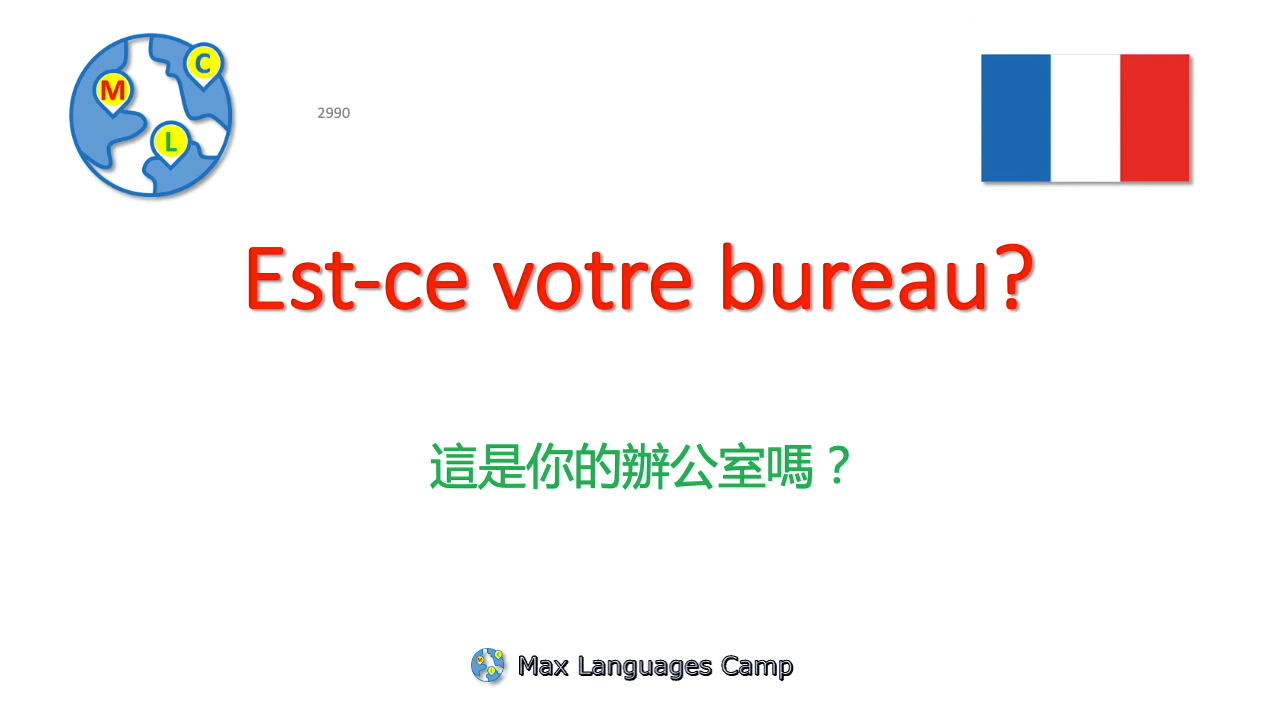 C
M
L
2990
Est-ce votre bureau?
這是你的辦公室嗎？
Max Languages Camp